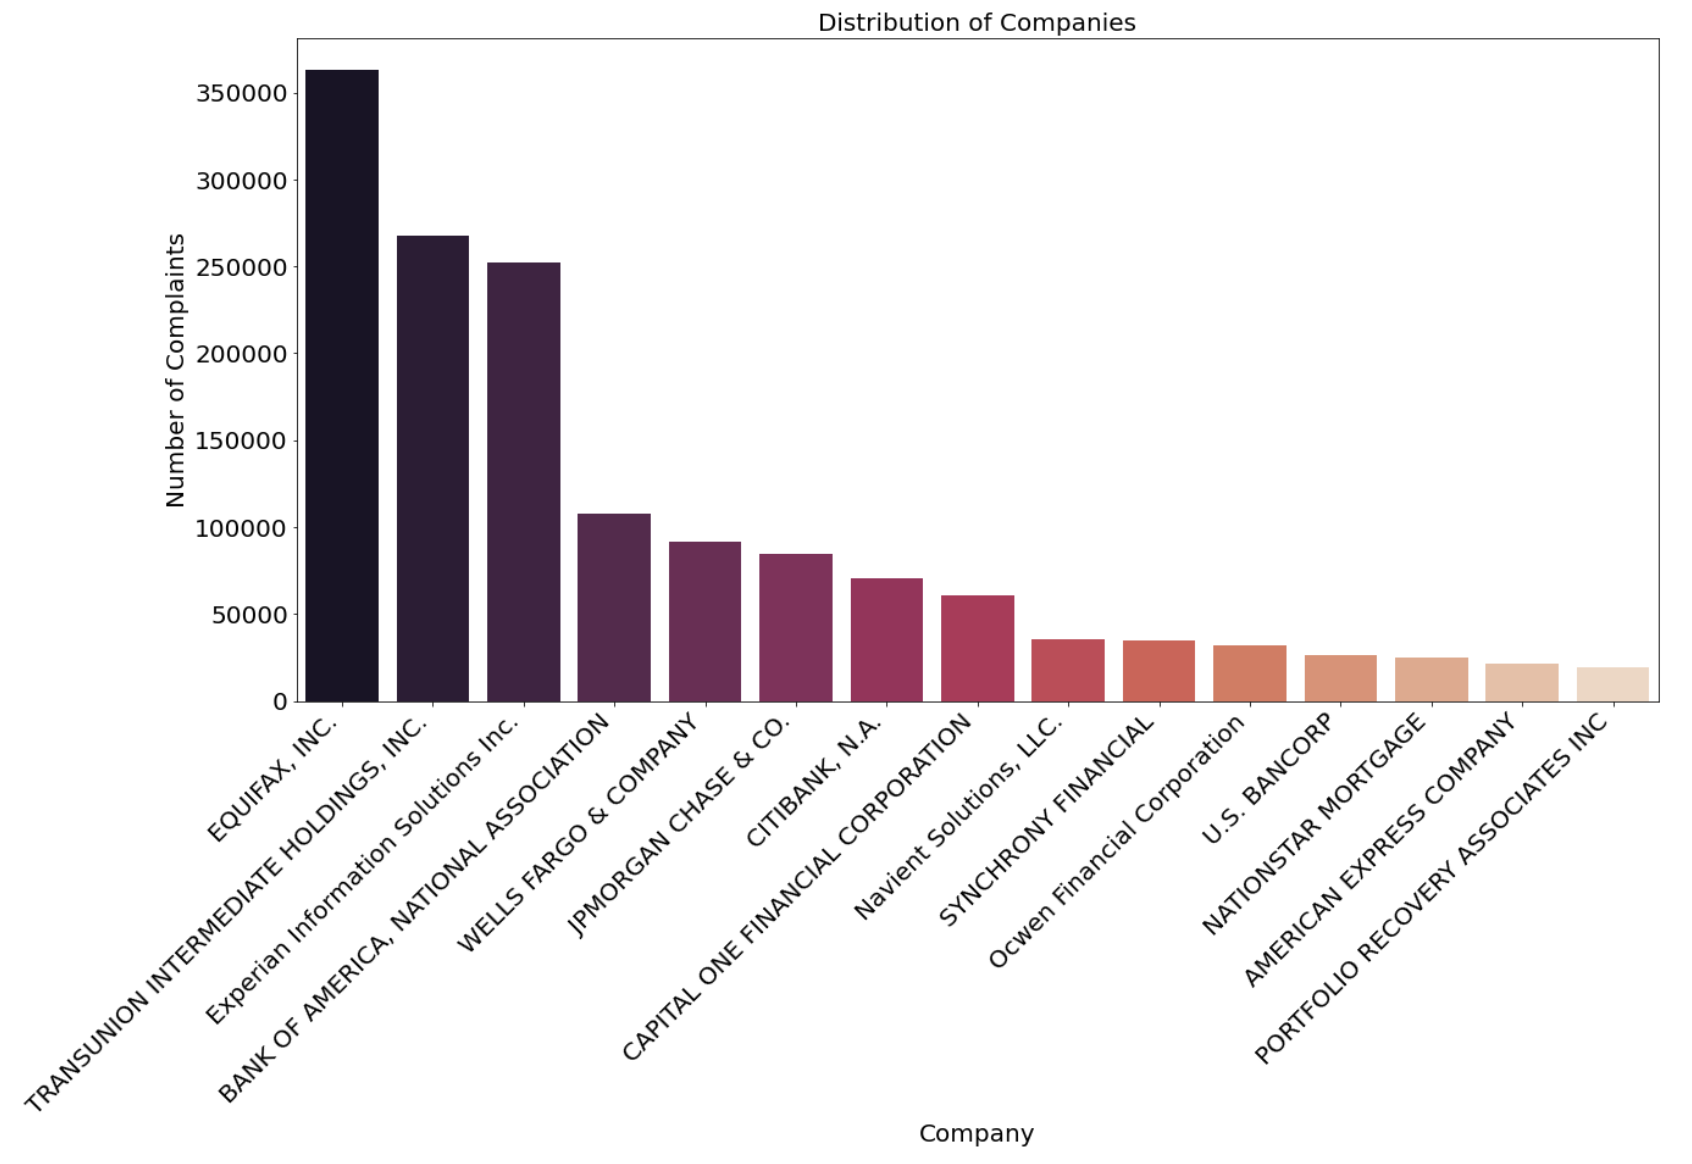 Distribution of Companies
Number of Complaints
350000
300000
250000
200000
150000
100000
50000
0
EQUIFAX, INC.
TRANSUNION INTERMEDIATE HOLDINGS, INC.
Experian Information Solutions Inc.
BANK OF AMERICA, NATIONAL ASSOCIATION
WELLS FARGO & COMPANY
JPMORGAN CHASE & CO.
CITIBANK, N.A.
CAPITAL ONE FINANCIAL CORPORATION
Navient Solutions, LLC.
SYNCHRONY FINANCIAL
Ocwen Financial Corporation
U.S. BANCORP
NATIONSTAR MORTGAGE
AMERICAN EXPRESS COMPANY
PORTFOLIO RECOVERY ASSOCIATES INC
Company